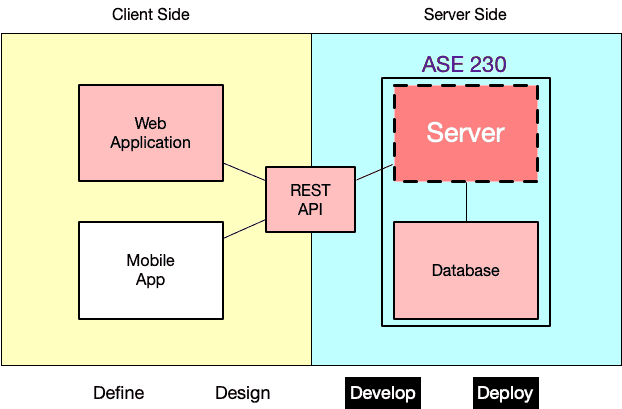 Client Side
Server Side
ASE 230
Web
Application
Server
REST
API
Mobile
App
Database
Define
Design
Develop
Deploy